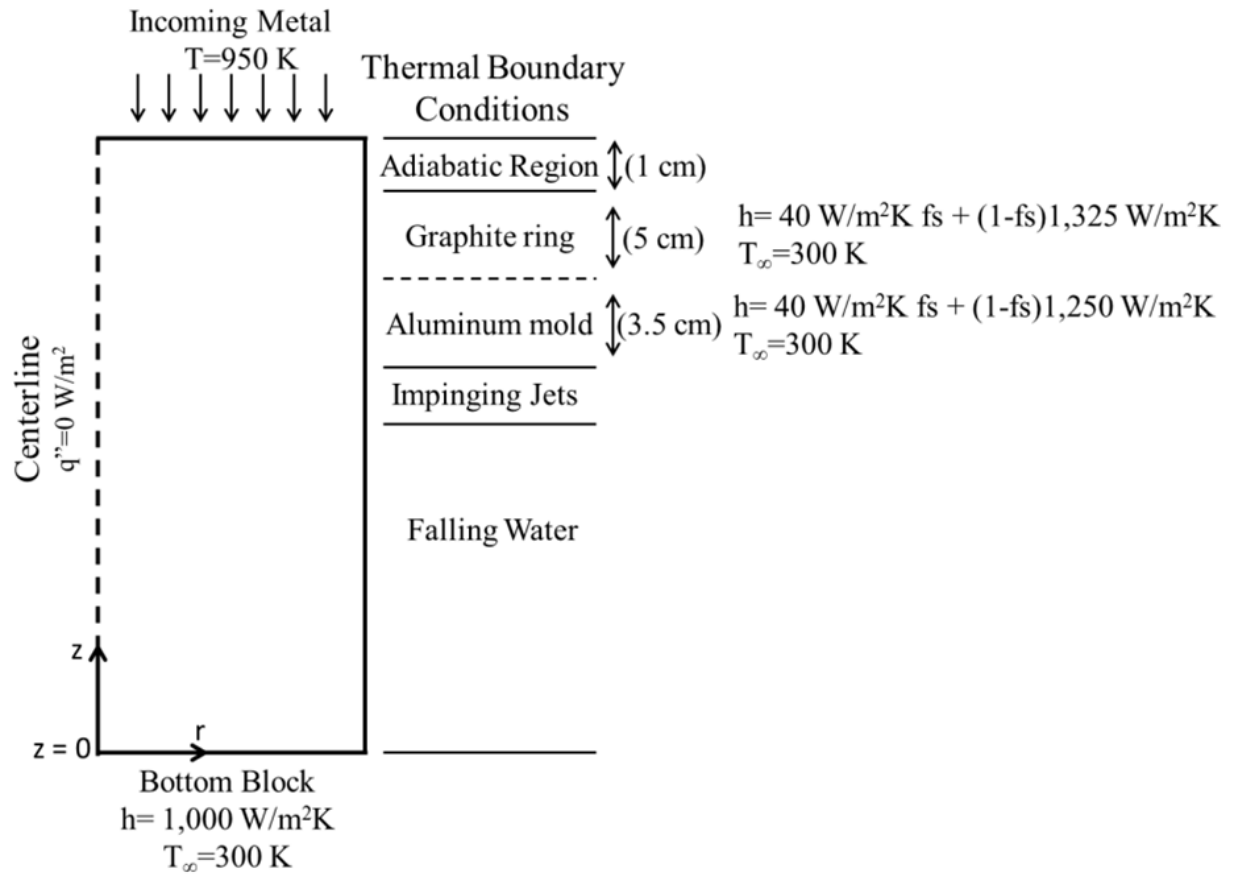 Incoming Metal
T=950 K
Thermal Boundary
Conditions
Adiabatic Region
(1 cm)
Graphite ring
(5 cm)
h= 40 W/m²K fs + (1-fs)1,325 W/m²K
T∞=300 K
Aluminum mold
(3.5 cm)
h= 40 W/m²K fs + (1-fs)1,250 W/m²K
T∞=300 K
Impinging Jets
Falling Water
Centerline
q”=0 W/m²
z
r
z = 0
Bottom Block
h= 1,000 W/m²K
T∞=300 K